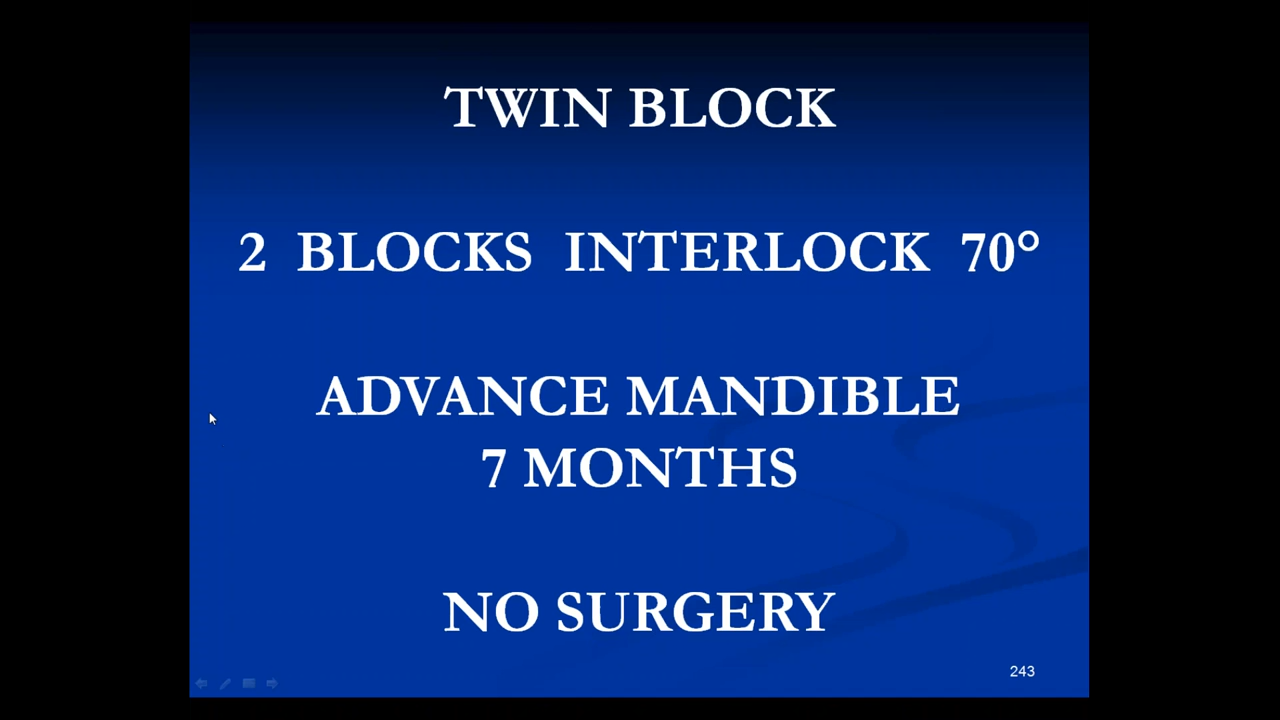 TWIN BLOCK
2 BLOCKS INTERLOCK 70°
ADVANCE MANDIBLE
7 MONTHS
NO SURGERY
243